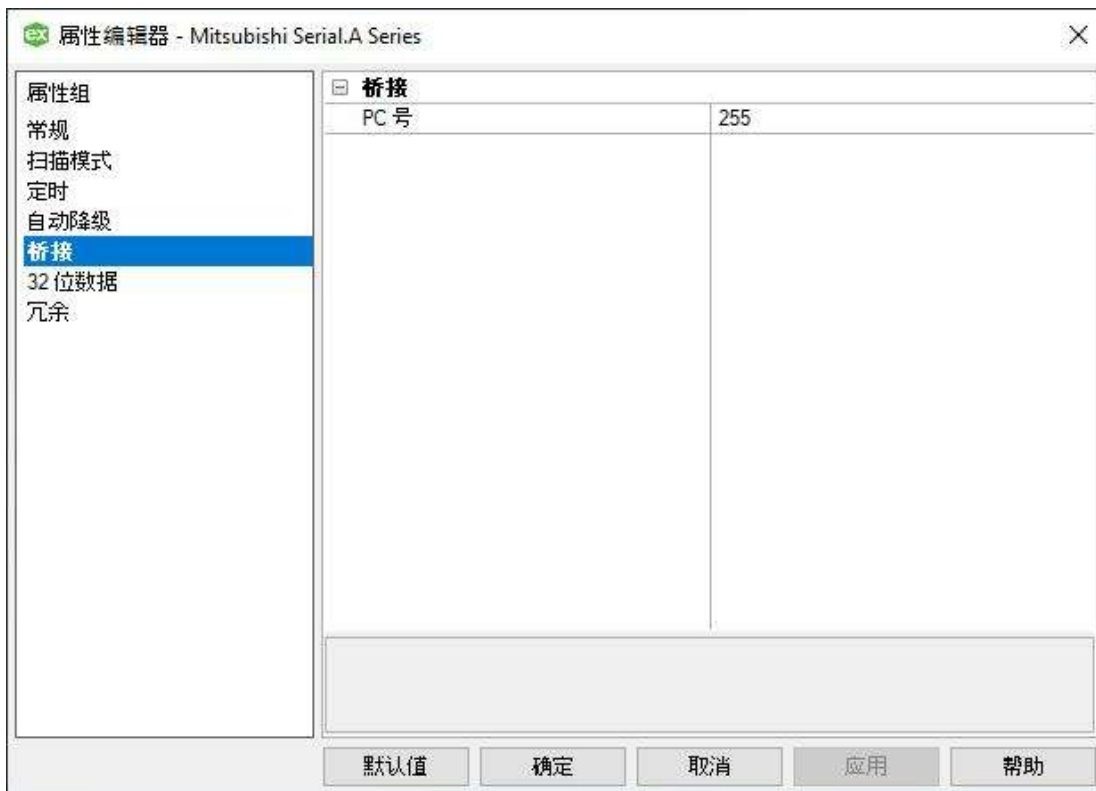 属性编辑器 - Mitsubishi Serial.A Series
属性组
常规
扫描模式
定时
自动降级
桥接
32 位数据
冗余
桥接
PC 号 255
默认值 确定 取消 应用 帮助